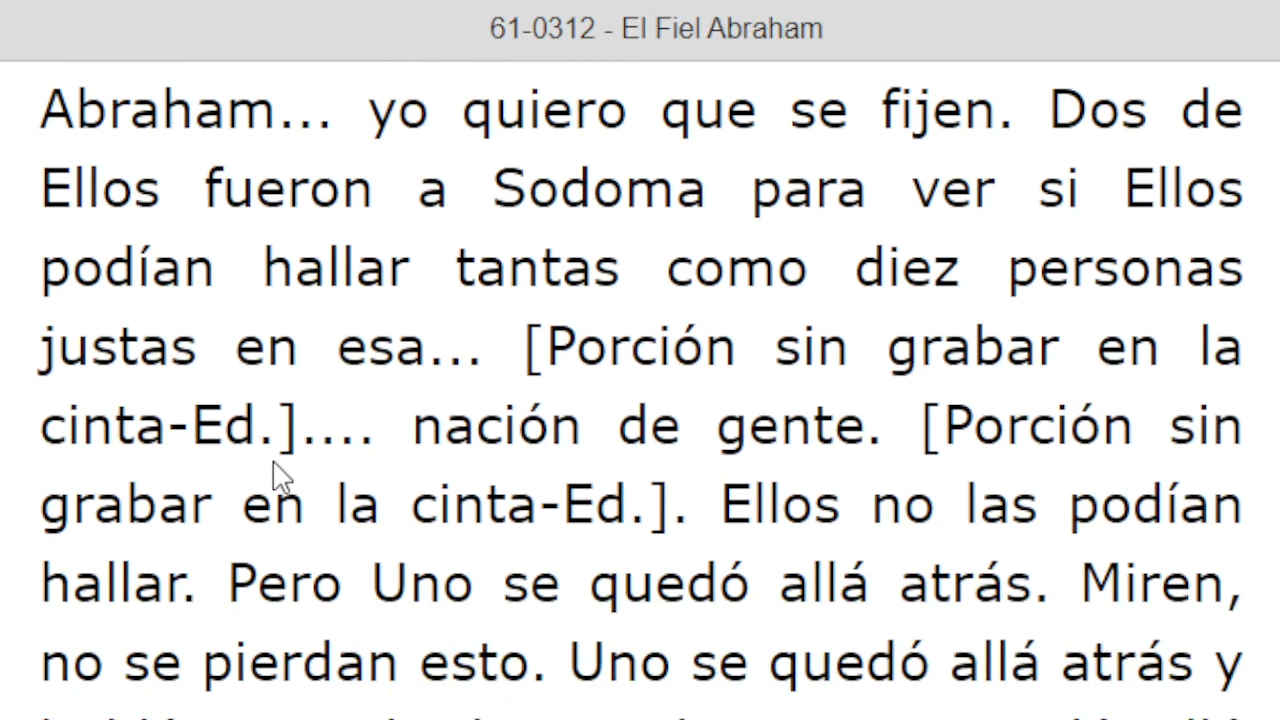 61-0312 - El Fiel Abraham
Abraham... yo quiero que se fijen. Dos de
Ellos fueron a Sodoma para ver si Ellos
podían hallar tantas como diez personas
justas en esa... [Porción sin grabar en la
cinta-Ed.].... nación de gente. [Porción sin
grabar en la cinta-Ed.]. Ellos no las podían
hallar. Pero Uno se quedó allá atrás. Miren,
no se pierdan esto. Uno se quedó allá atrás y